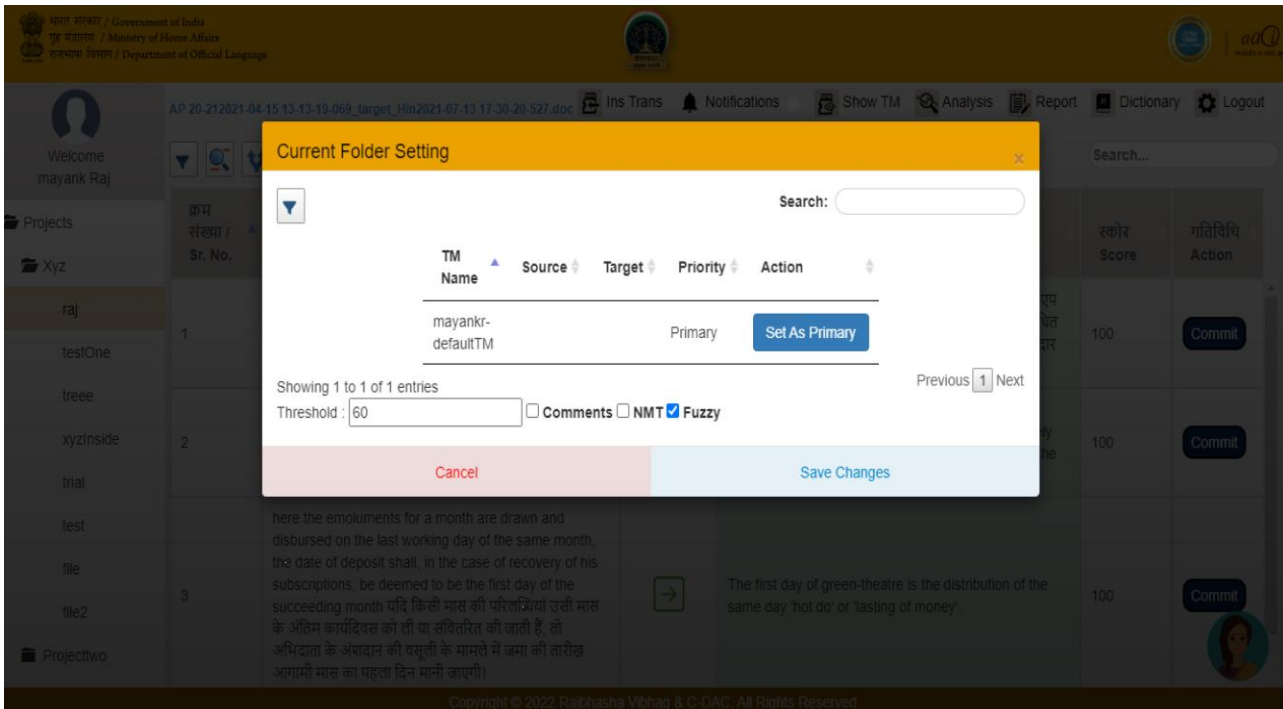 भारत सरकार / Government of India
गृह मंत्रालय / Ministry of Home Affairs
राजभाषा विभाग / Department of Official Language
AP 20-212021-04-15 13-13-19-069_target_Hin2021-07-13 17-30-20-527.doc
Ins Trans
Notifications
Show TM
Analysis
Report
Dictionary
Logout
Welcome
mayank Raj
Search...
Projects
Xyz
raj
testOne
treee
xyzinside
trial
test
file
file2
Projecttwo
क्रम
संख्या /
Sr. No.
स्कोर
Score
गतिविधि
Action
Current Folder Setting
x
Search:
TM
Name
Source
Target
Priority
Action
mayankr-
defaultTM
Primary
Set As Primary
Showing 1 to 1 of 1 entries
Previous 1 Next
Threshold : 60
Comments NMT Fuzzy
Cancel
Save Changes
1
100
Commit
2
100
Commit
3
here the emoluments for a month are drawn and
disbursed on the last working day of the same month,
the date of deposit shall, in the case of recovery of his
subscriptions, be deemed to be the first day of the
succeeding month यदि किसी मास की परिलब्धियां उसी मास
के अंतिम कार्यदिवस को ली या संवितरित की जाती हैं, तो
अभिदाता के अंशदान की वसूली के मामले में जमा की तारीख
आगामी मास का पहला दिन मानी जाएगी।
The first day of green-theatre is the distribution of the
same day 'hot do' or 'lasting of money'.
100
Commit
Copyright © 2022 Rajbhasha Vibhag & C-DAC. All Rights Reserved